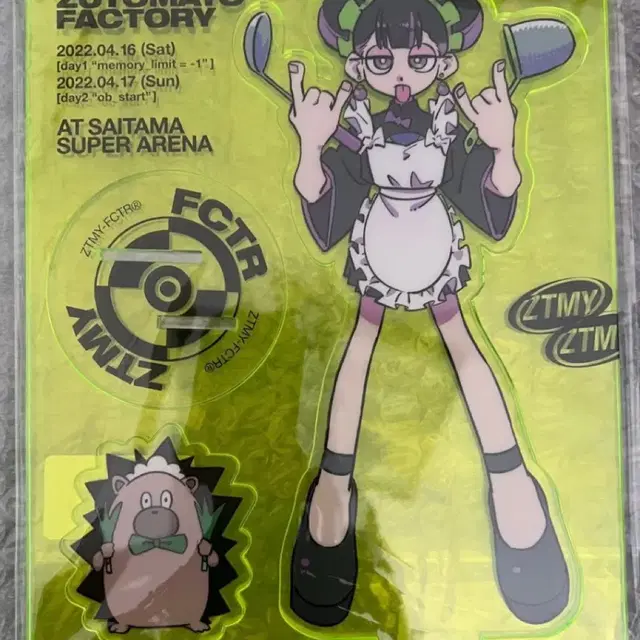 ZUTOMAYO
FACTORY
2022.04.16 (Sat)
[day1 "memory_limit = -1"]
2022.04.17 (Sun)
[day2 "ob_start"]
AT SAITAMA
SUPER ARENA
ZTMY-FCTR®
FCTR
ZTMY
ZTMY-FCTR®
ZTMY
ZTM